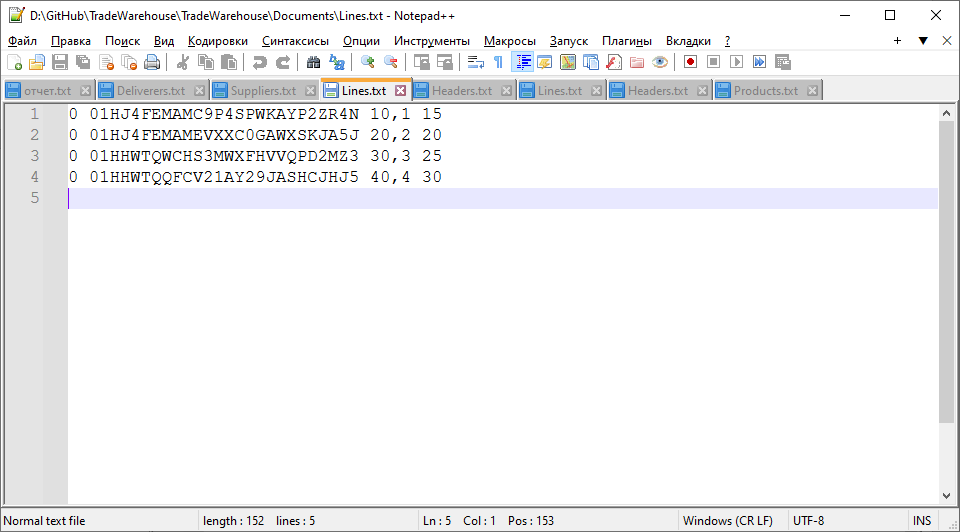 D:\GitHub\TradeWarehouse\TradeWarehouse\Documents\Lines.txt - Notepad++
Файл Правка Поиск Вид Кодировки Синтаксисы Опции Инструменты Макросы Запуск Плагины Вкладки ? + ▼ ✕
отчет.txt Deliverers.txt Suppliers.txt Lines.txt Headers.txt Lines.txt Headers.txt Products.txt
1 0 01HJ4FEMAMC9P4SPWKAYP2ZR4N 10,1 15
2 0 01HJ4FEMAMEVXXC0GAWXSKJA5J 20,2 20
3 0 01HHWTQWCHS3MWXFHVVQPD2MZ3 30,3 25
4 0 01HHWTQQFCV21AY29JASHCJHJ5 40,4 30
5
Normal text file length : 152 lines : 5 Ln : 5 Col : 1 Pos : 153 Windows (CR LF) UTF-8 INS